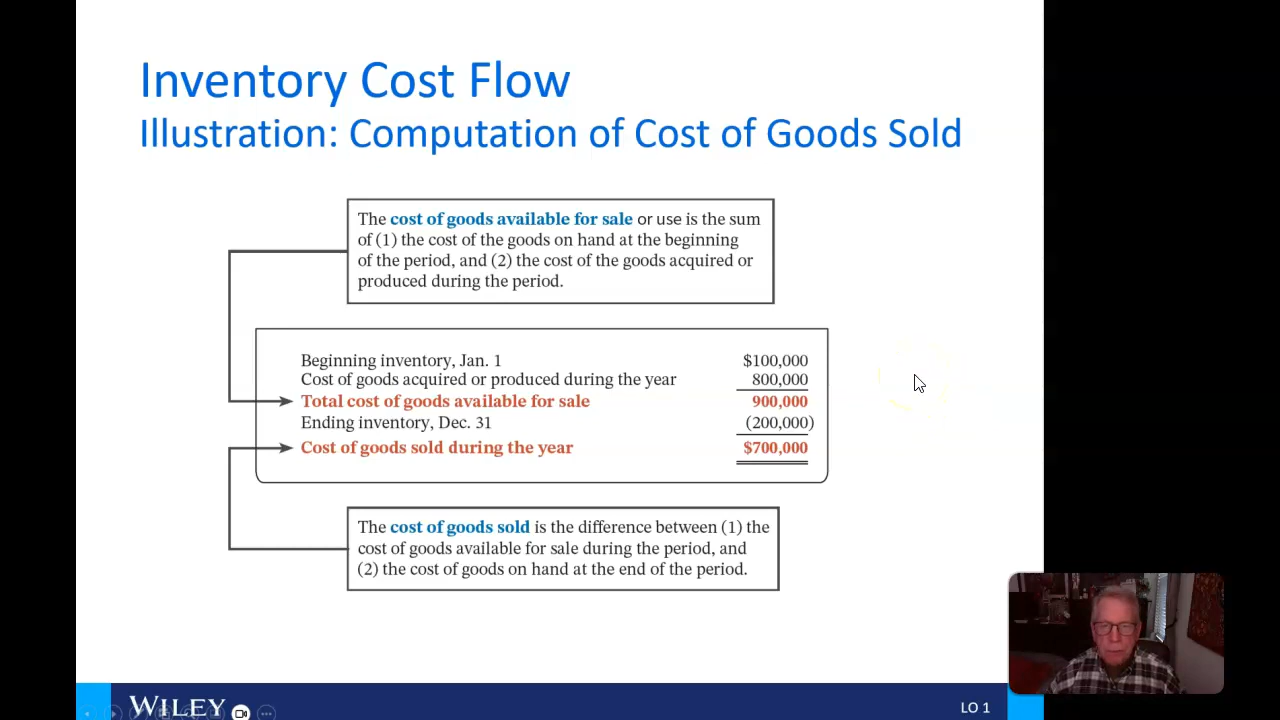 Inventory Cost Flow
Illustration: Computation of Cost of Goods Sold
The cost of goods available for sale or use is the sum
of (1) the cost of the goods on hand at the beginning
of the period, and (2) the cost of the goods acquired or
produced during the period.
Beginning inventory, Jan. 1 $100,000
Cost of goods acquired or produced during the year 800,000
Total cost of goods available for sale 900,000
Ending inventory, Dec. 31 (200,000)
Cost of goods sold during the year $700,000
The cost of goods sold is the difference between (1) the
cost of goods available for sale during the period, and
(2) the cost of goods on hand at the end of the period.
WILEY
LO 1